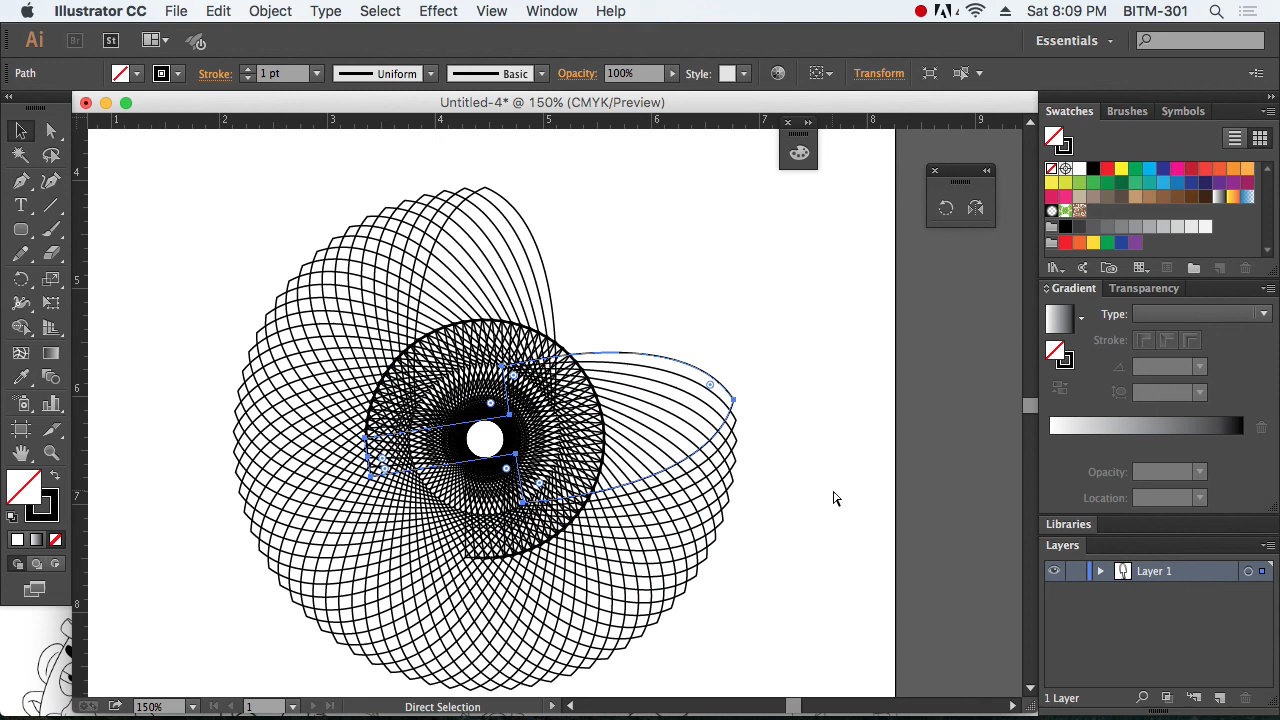 Illustrator CC File Edit Object Type Select Effect View Window Help 4 Sat 8:09 PM BITM-301
Ai Br St Essentials
Path Stroke: 1 pt Uniform Basic Opacity: 100% Style: Transform
Untitled-4* @ 150% (CMYK/Preview)
1 2 3 4 5 6 7 8 9
4
5
6
7
8
Swatches Brushes Symbols
Gradient Transparency
Type:
Stroke:
Opacity:
Location:
Libraries
Layers
Layer 1
1 Layer
150% 1 Direct Selection